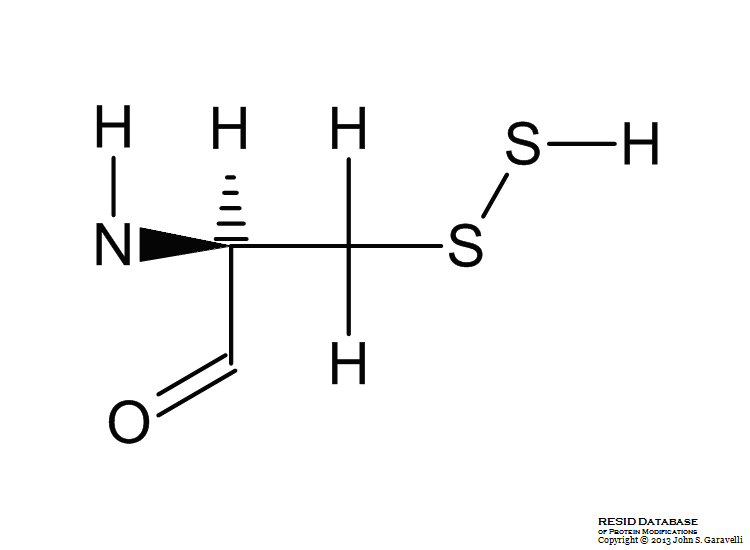 H H H S H
N S
H
O
RESID DATABASE
OF PROTEIN MODIFICATIONS
Copyright © 2013 John S. Garavelli